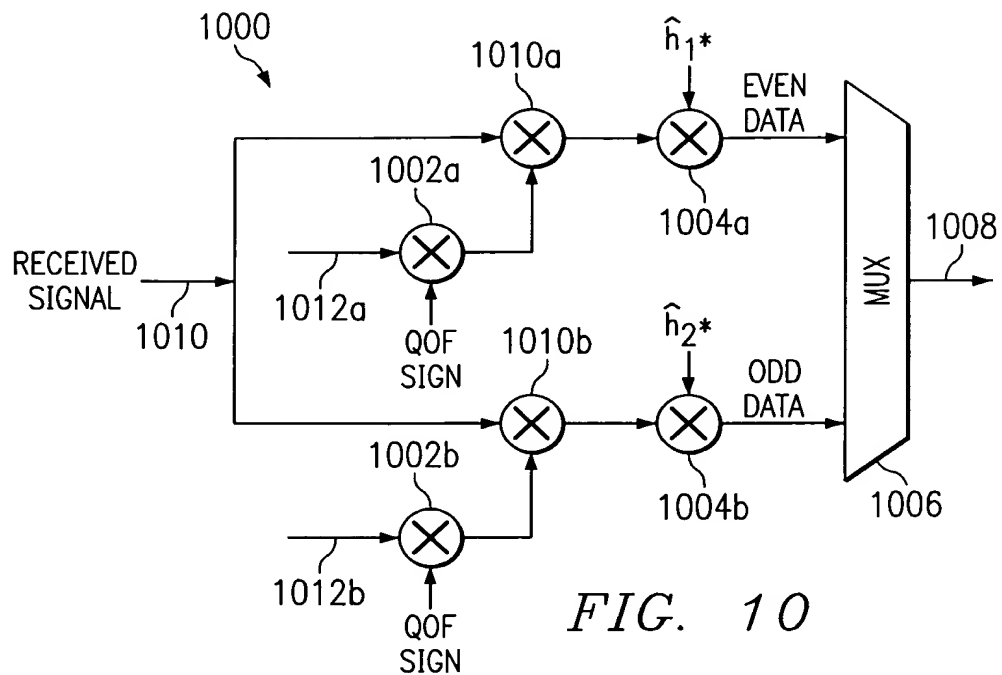 1000
1010a
ĥ1*
EVEN
DATA
1002a
1004a
1008
RECEIVED
SIGNAL
1010
1012a
QOF
SIGN
1010b
ĥ2*
ODD
DATA
MUX
1002b
1004b
1006
1012b
QOF
SIGN
FIG. 10